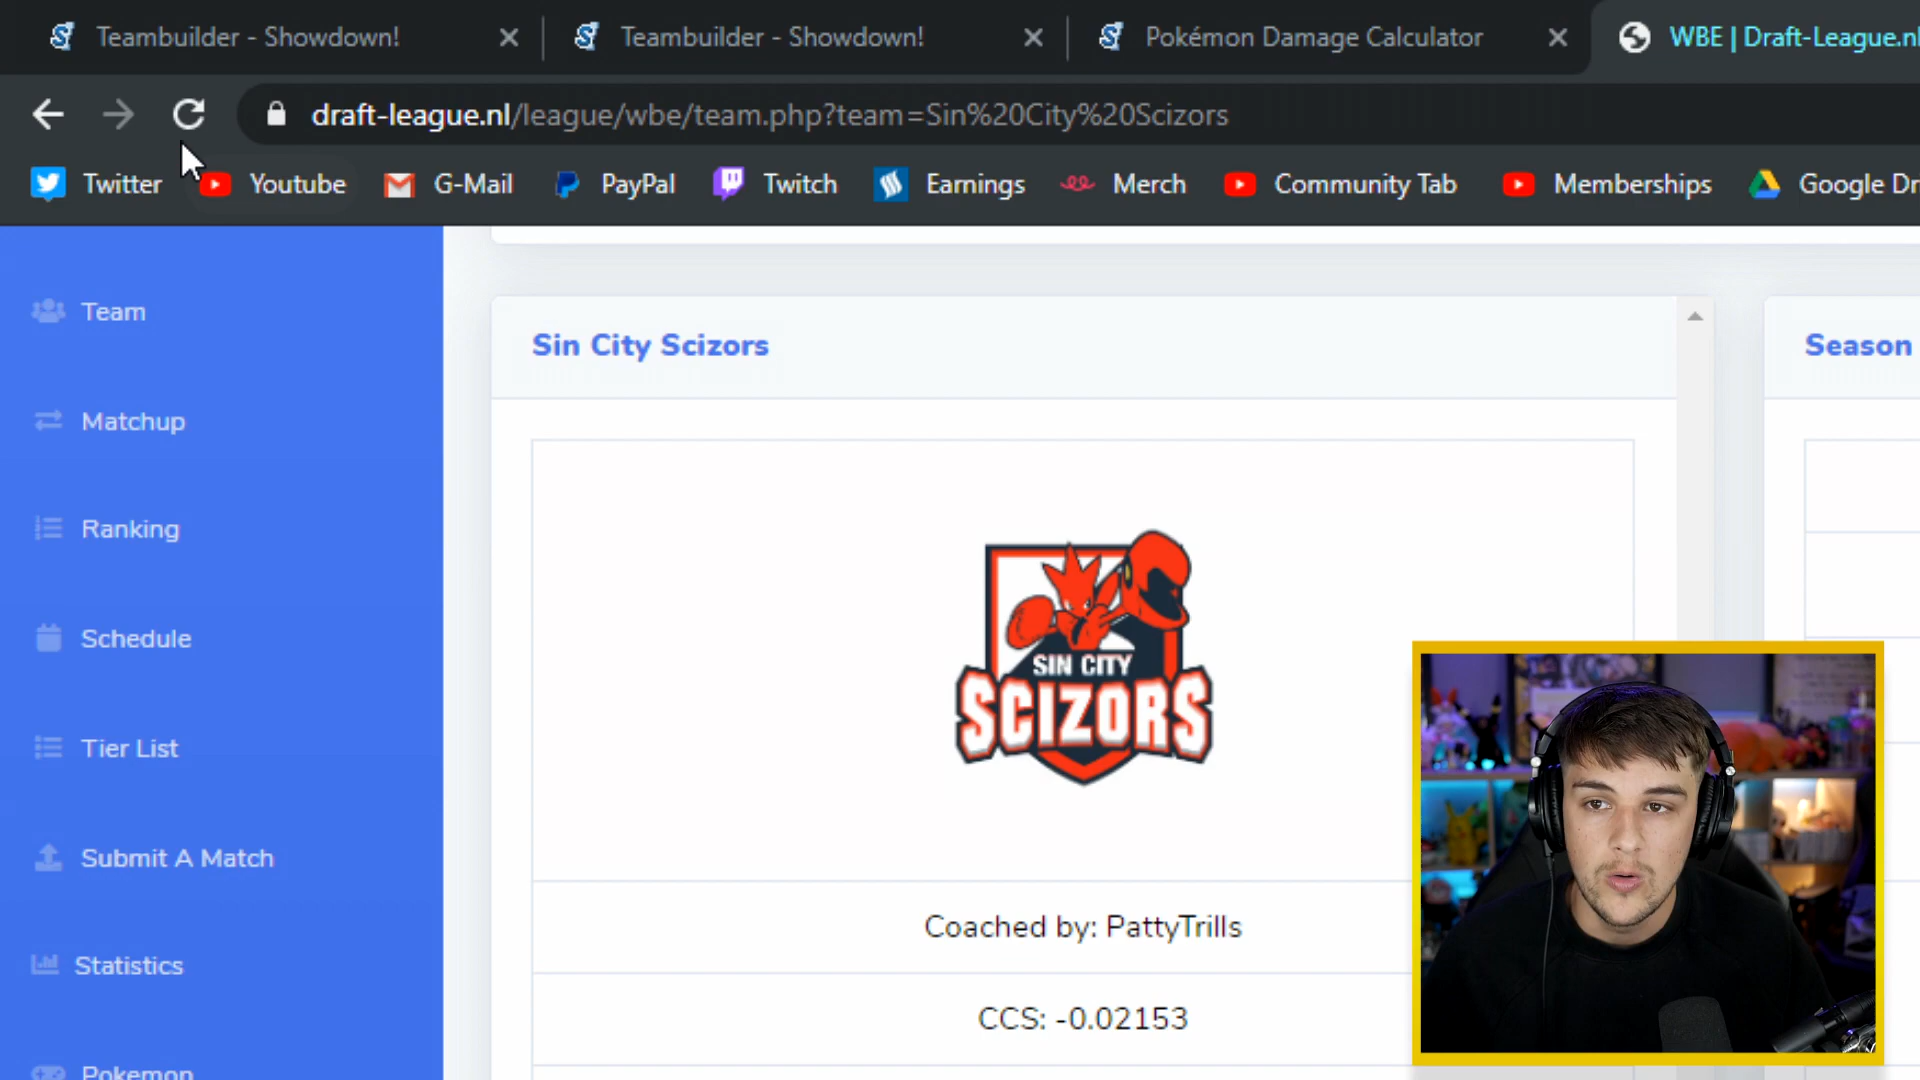 Teambuilder - Showdown!
Teambuilder - Showdown!
Pokémon Damage Calculator
WBE | Draft-League.nl
draft-league.nl/league/wbe/team.php?team=Sin%20City%20Scizors
Twitter
Youtube
G-Mail
PayPal
Twitch
Earnings
Merch
Community Tab
Memberships
Google Dr
Team
Matchup
Ranking
Schedule
Tier List
Submit A Match
Statistics
Pokemon
Sin City Scizors
SIN CITY
SCIZORS
Coached by: PattyTrills
CCS: -0.02153
Season